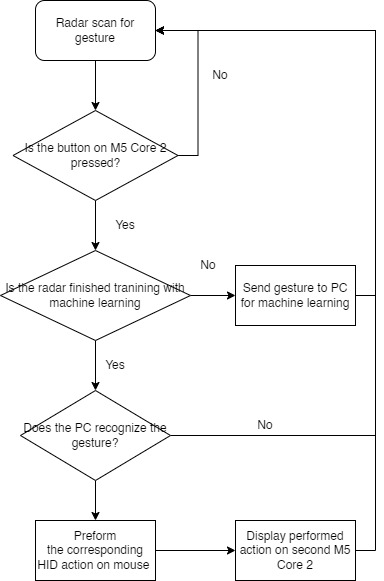 Radar scan for
gesture
No
Is the button on M5 Core 2
pressed?
Yes
Is the radar finished tranining with
machine learning
No
Send gesture to PC
for machine learning
Yes
Does the PC recognize the
gesture?
No
Preform
the corresponding
HID action on mouse
Display performed
action on second M5
Core 2